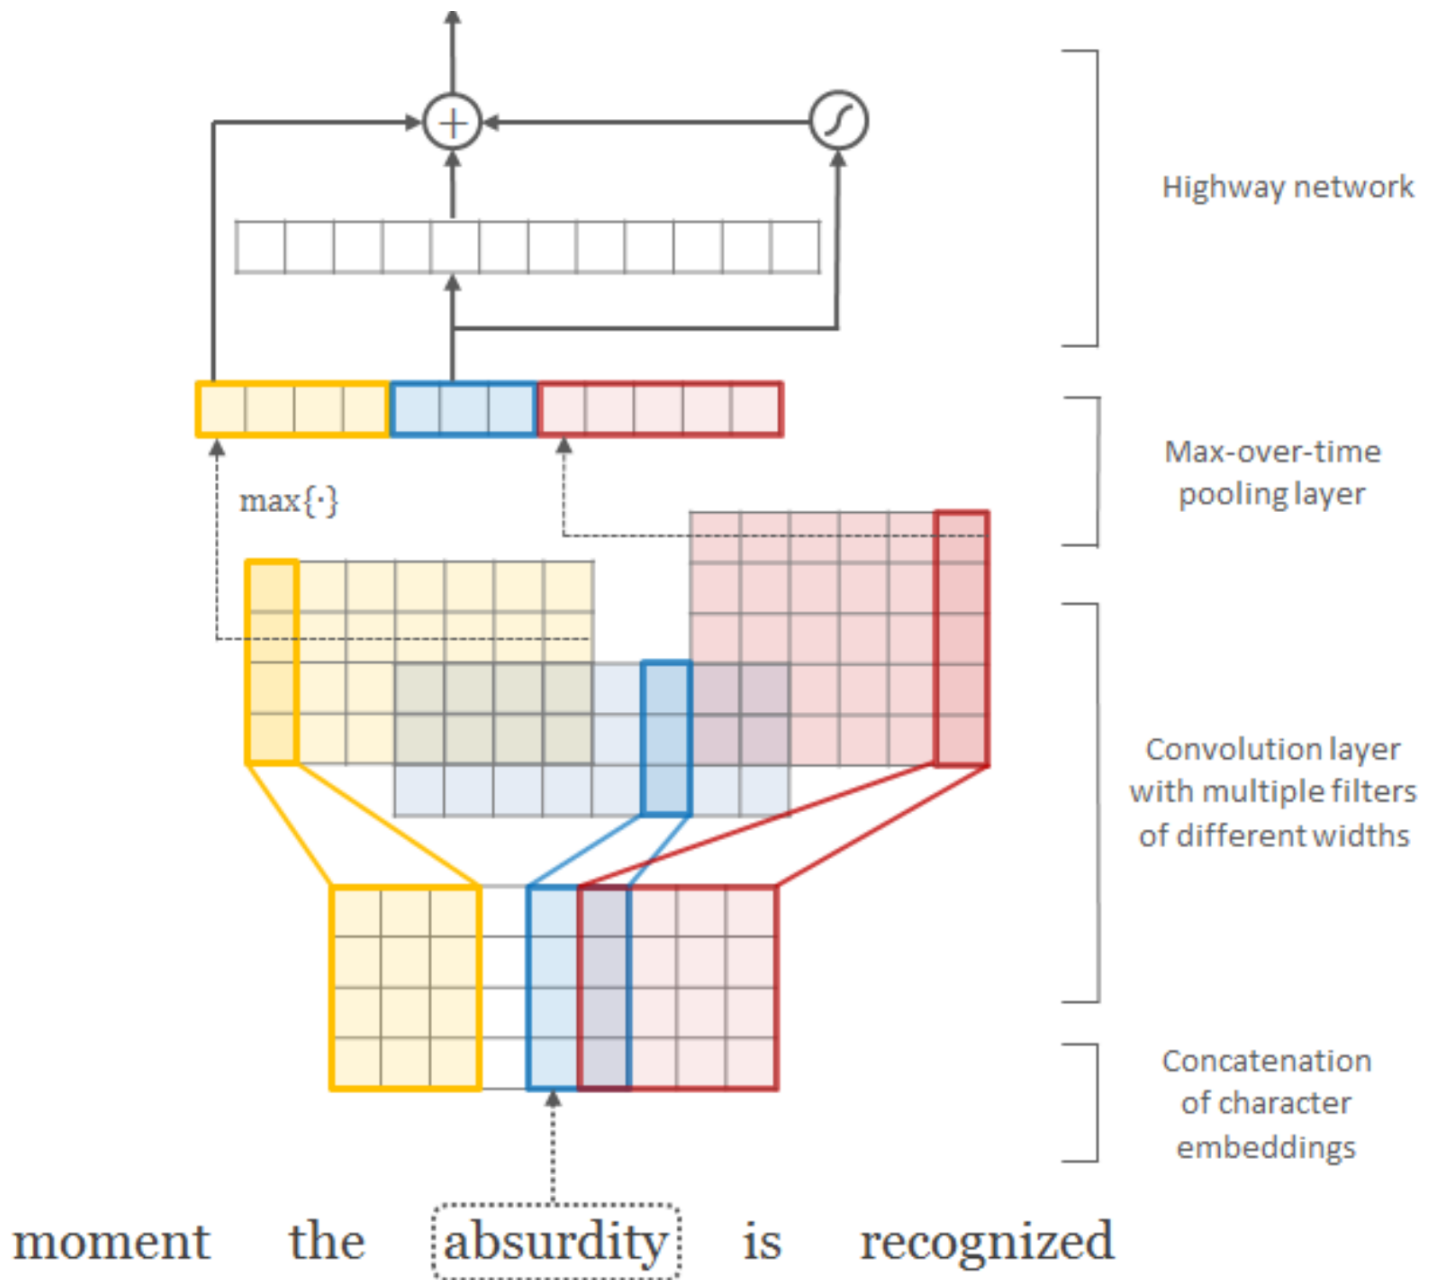 +
Highway network
Max-over-time
pooling layer
max{·}
Convolution layer
with multiple filters
of different widths
Concatenation
of character
embeddings
moment the absurdity is recognized